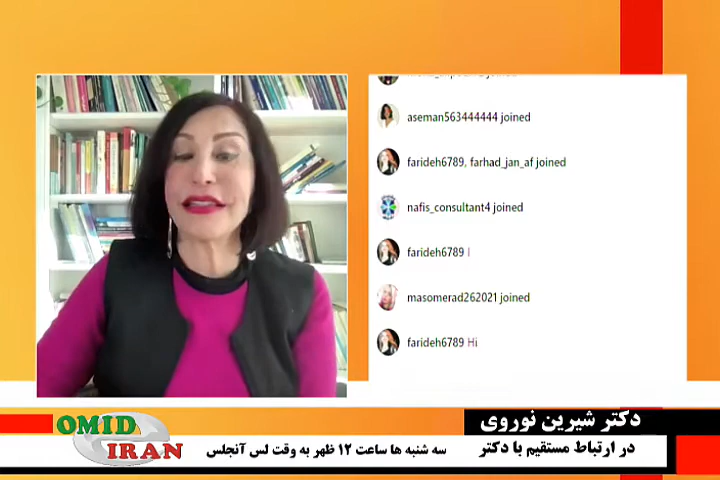 aseman563444444 joined
farideh6789, farhad_jan_af joined
nafis_consultant4 joined
farideh6789 I
masomerad262021 joined
farideh6789 Hi
دکتر شیرین نوروی
OMID
IRAN
در ارتباط مستقیم با دکتر
سه شنبه ها ساعت ۱۲ ظهر به وقت لس آنجلس